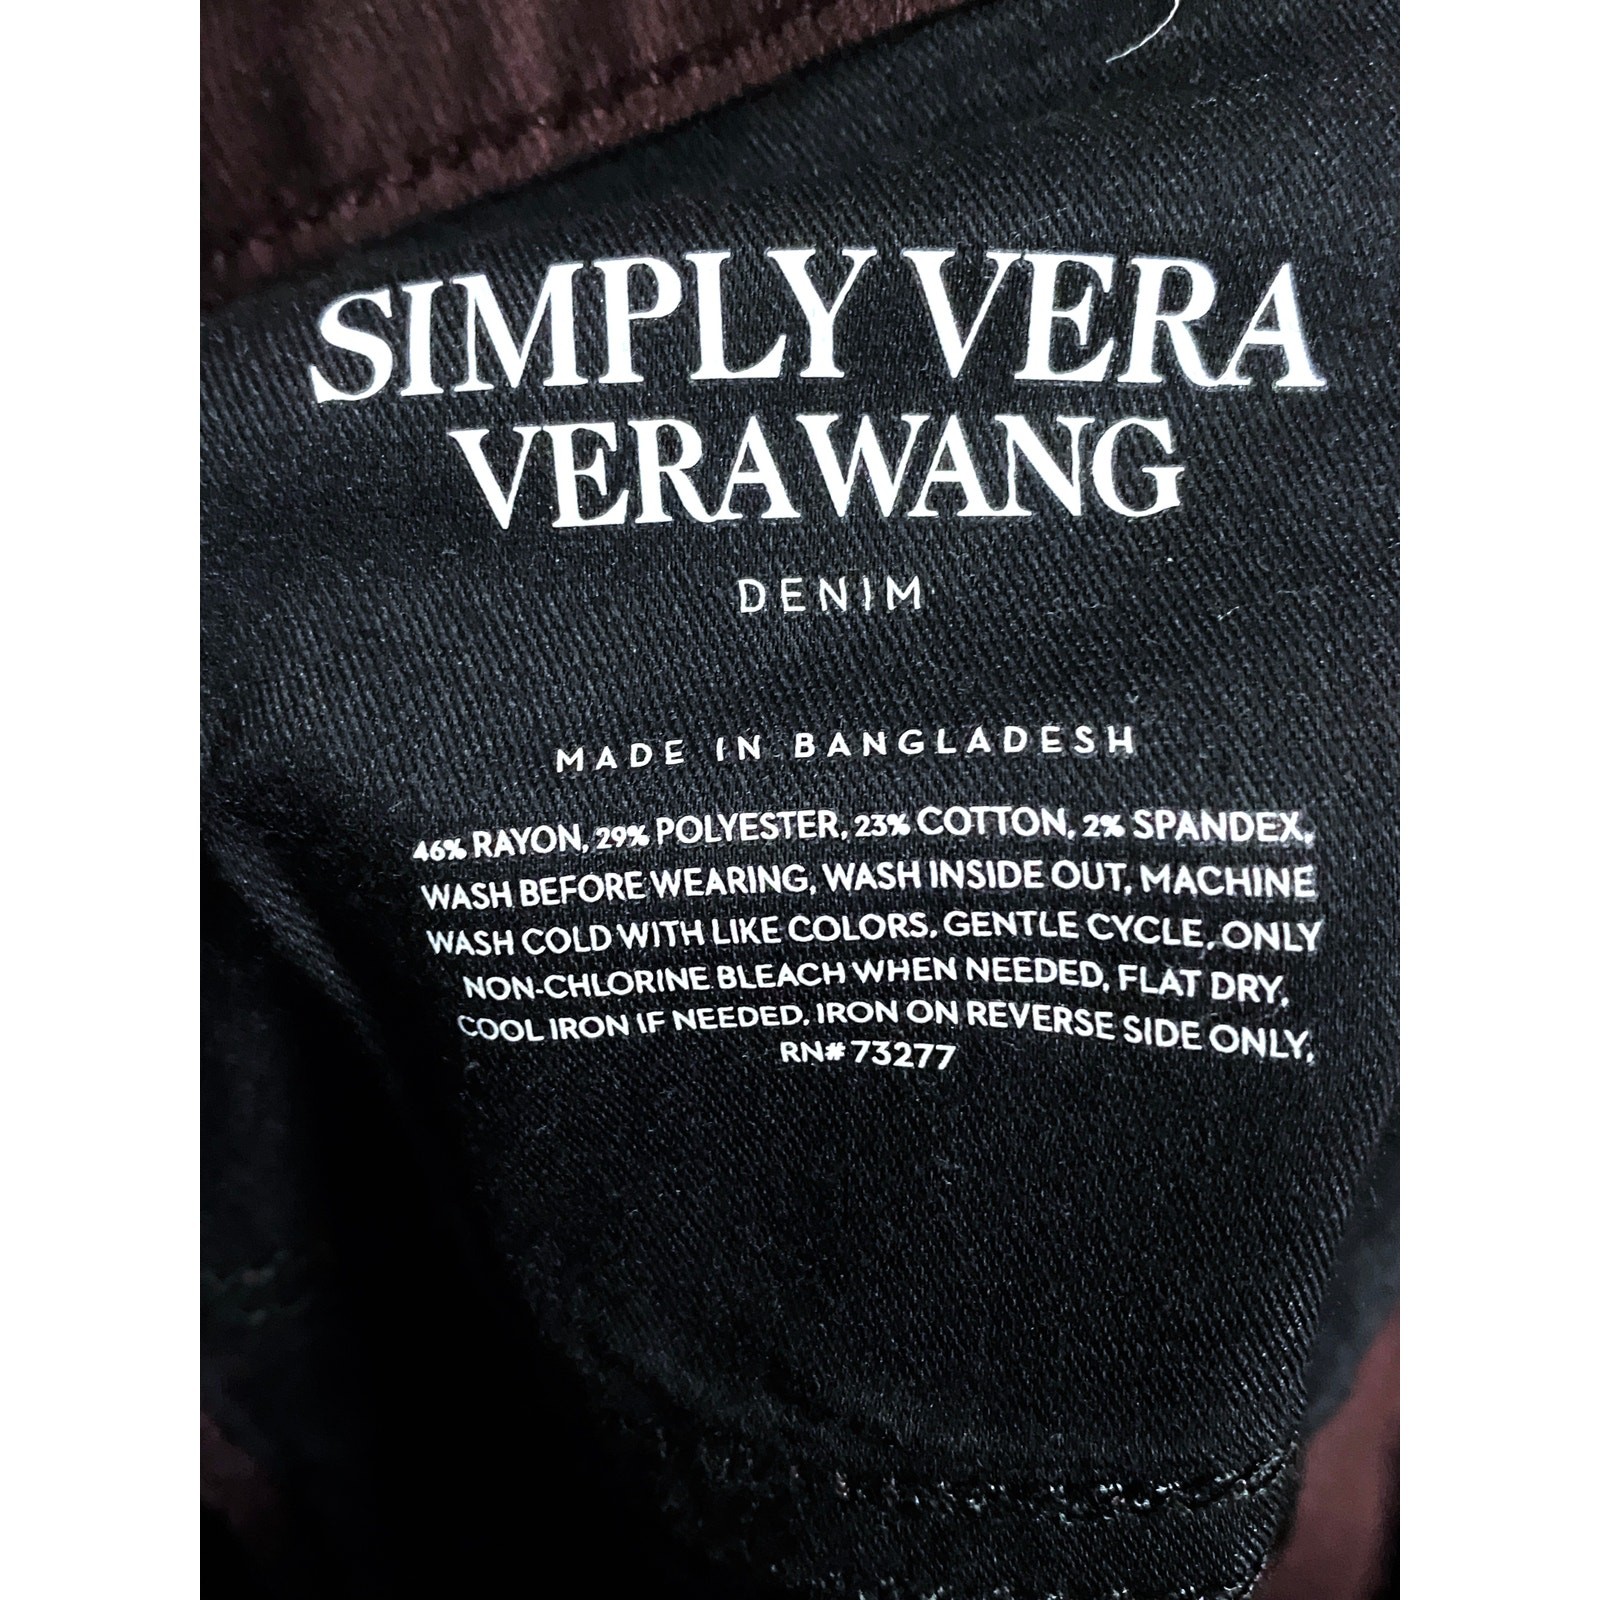 SIMPLY VERA
VERA WANG
DENIM
MADE IN BANGLADESH
46% RAYON, 29% POLYESTER, 23% COTTON, 2% SPANDEX,
WASH BEFORE WEARING, WASH INSIDE OUT, MACHINE
WASH COLD WITH LIKE COLORS, GENTLE CYCLE, ONLY
NON-CHLORINE BLEACH WHEN NEEDED, FLAT DRY,
COOL IRON IF NEEDED, IRON ON REVERSE SIDE ONLY,
RN# 73277